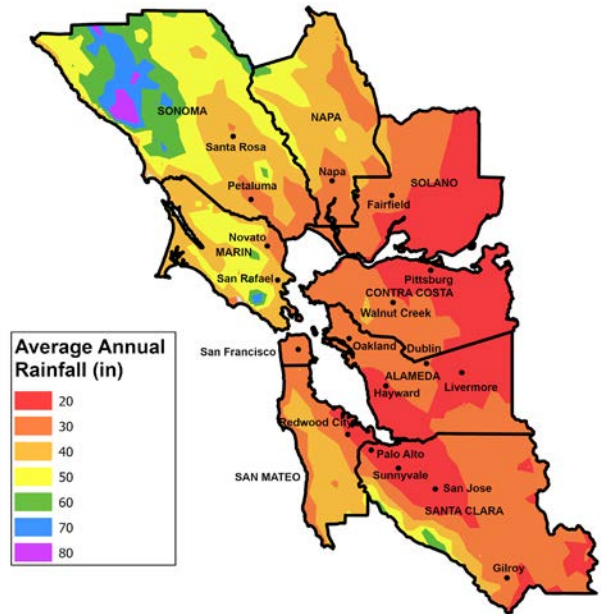 SONOMA
NAPA
Santa Rosa
Petaluma
Napa
SOLANO
Fairfield
Novato
MARIN
San Rafael
Pittsburg
CONTRA COSTA
Walnut Creek
Average Annual
Rainfall (in)
20
30
40
50
60
70
80
San Francisco
Oakland
Dublin
ALAMEDA
Hayward
Livermore
Redwood City
Palo Alto
SAN MATEO
Sunnyvale
San Jose
SANTA CLARA
Gilroy